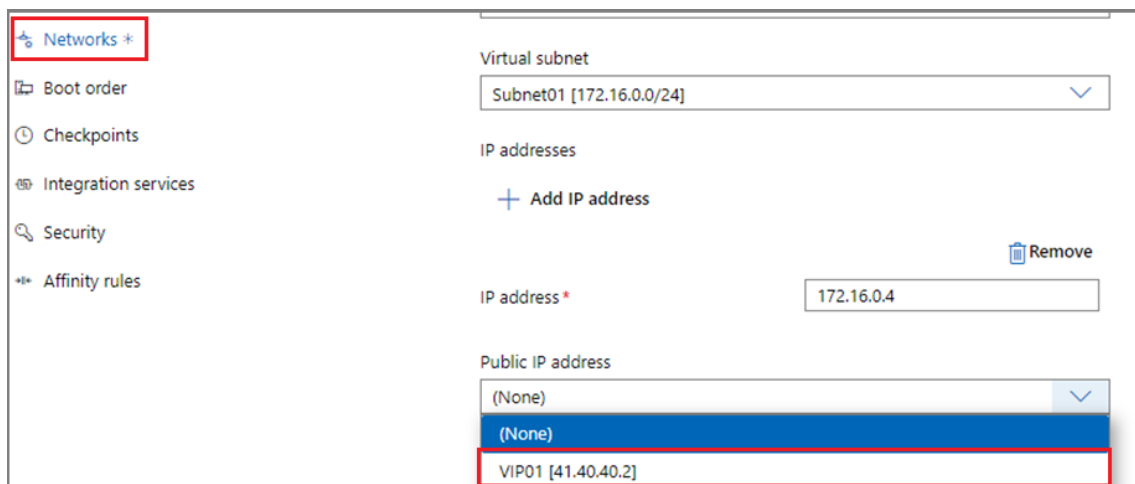 Networks *
Boot order
Checkpoints
Integration services
Security
Affinity rules
Virtual subnet
Subnet01 [172.16.0.0/24]
IP addresses
Add IP address
Remove
IP address * 172.16.0.4
Public IP address
(None)
(None)
VIP01 [41.40.40.2]